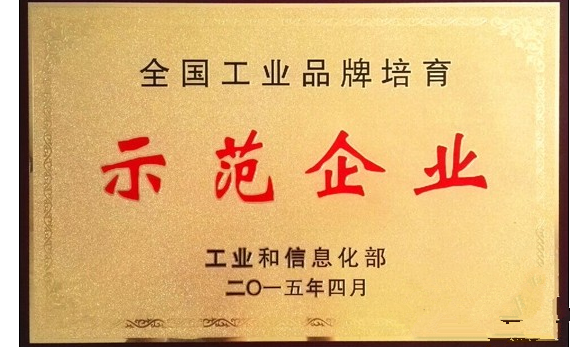 全国工业品牌培育
示范企业
工业和信息化部
二〇一五年四月